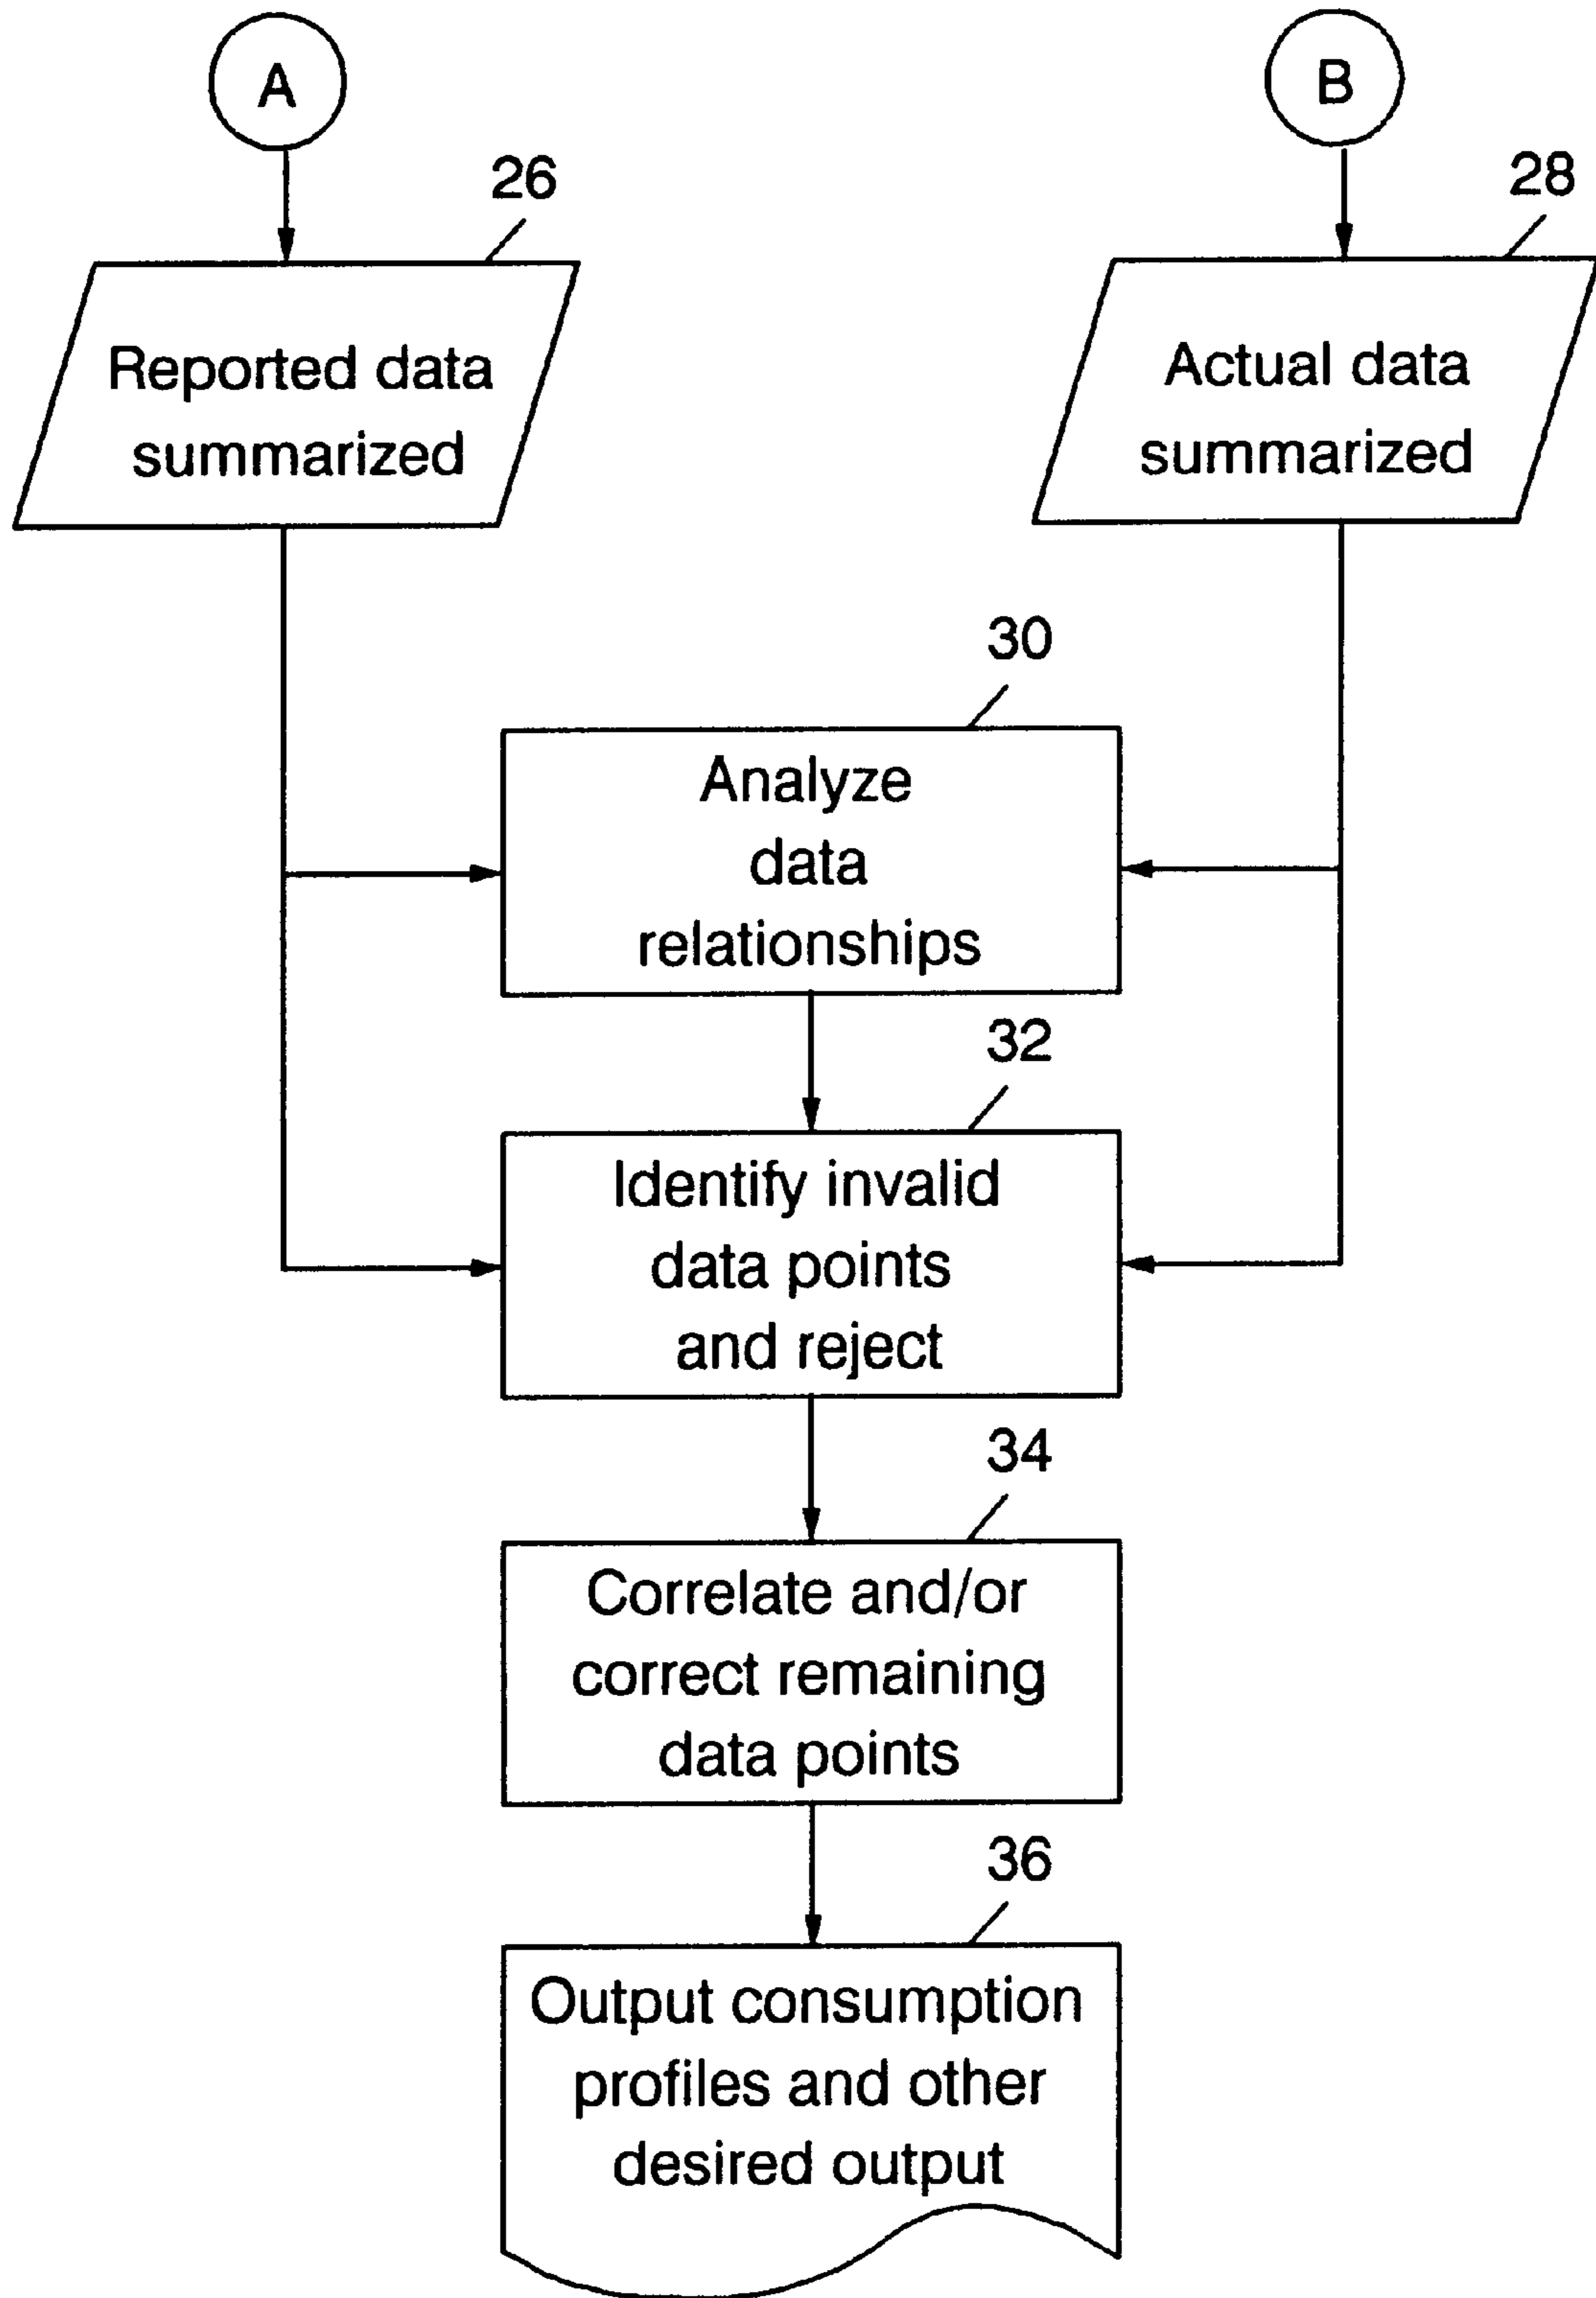 A
B
26
28
Reported data
summarized
Actual data
summarized
30
Analyze
data
relationships
32
Identify invalid
data points
and reject
34
Correlate and/or
correct remaining
data points
36
Output consumption
profiles and other
desired output